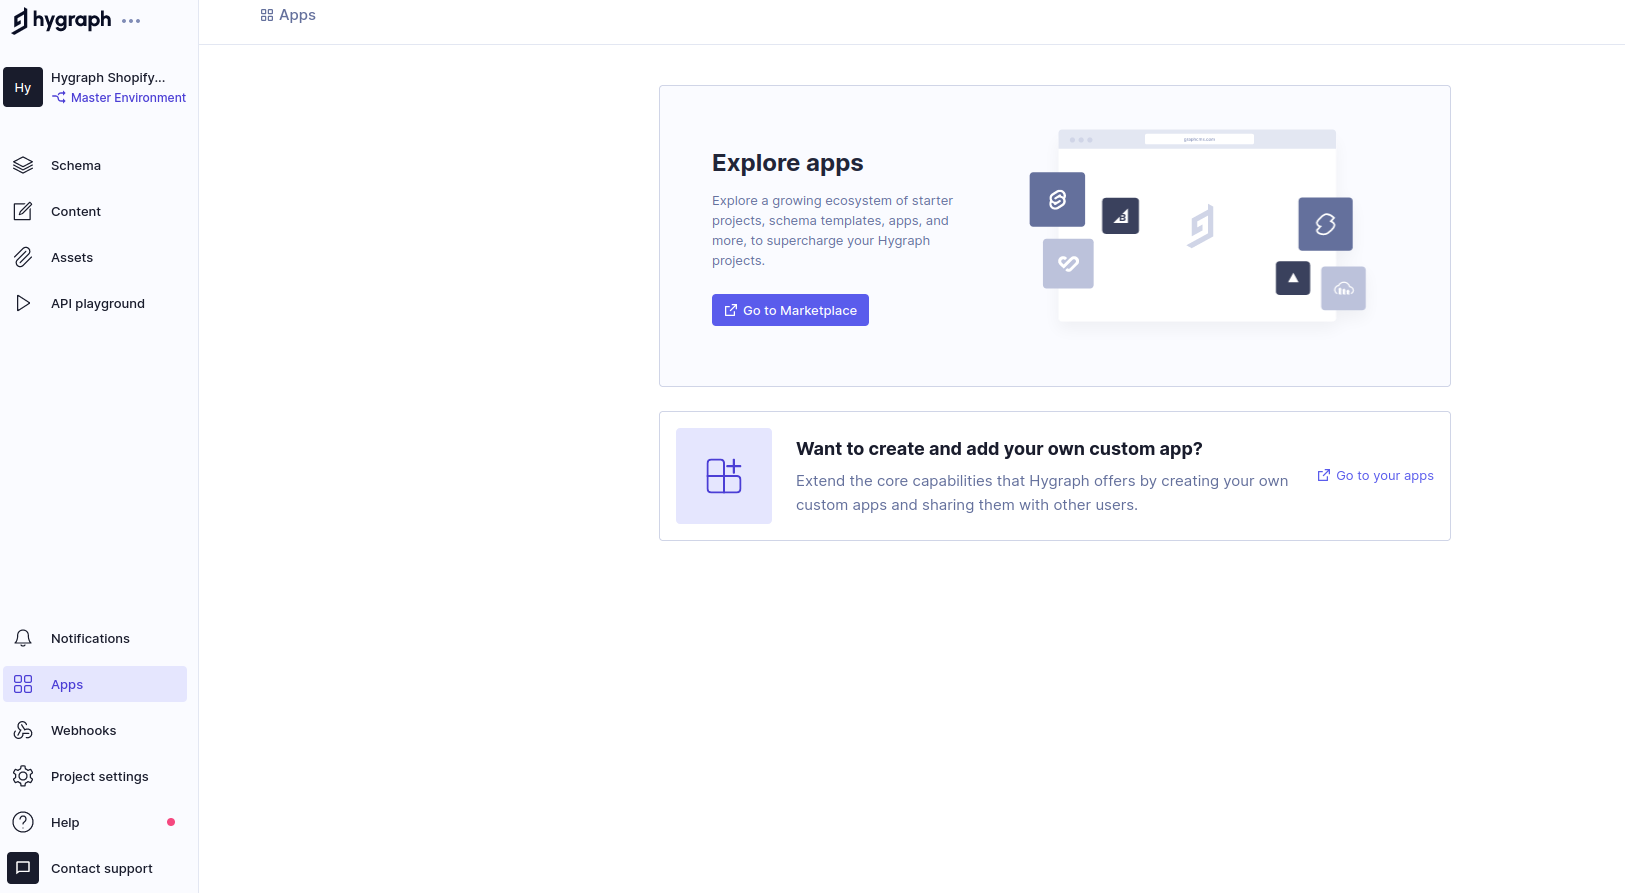 hygraph
Apps
Hy
Hygraph Shopify...
Master Environment
Schema
Content
Assets
API playground
Explore apps
Explore a growing ecosystem of starter
projects, schema templates, apps, and
more, to supercharge your Hygraph
projects.
Go to Marketplace
Want to create and add your own custom app?
Extend the core capabilities that Hygraph offers by creating your own
custom apps and sharing them with other users.
Go to your apps
Notifications
Apps
Webhooks
Project settings
Help
Contact support